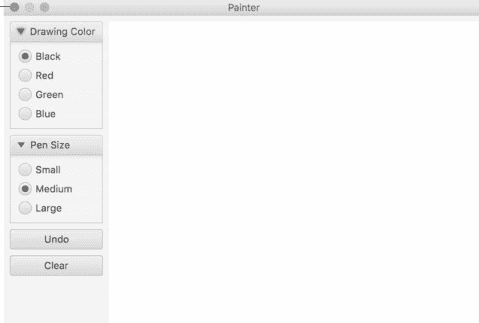 Painter
Drawing Color
Black
Red
Green
Blue
Pen Size
Small
Medium
Large
Undo
Clear